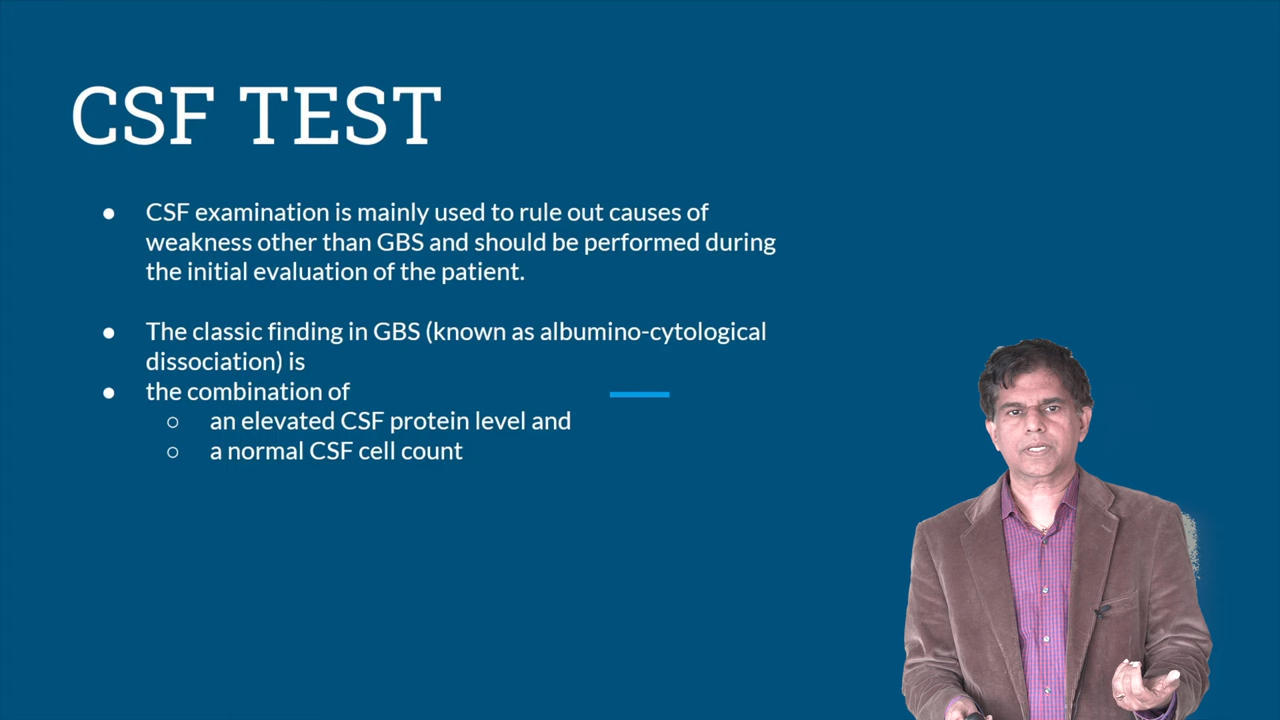 CSF TEST
● CSF examination is mainly used to rule out causes of
weakness other than GBS and should be performed during
the initial evaluation of the patient.
● The classic finding in GBS (known as albumino-cytological
dissociation) is
● the combination of
○ an elevated CSF protein level and
○ a normal CSF cell count